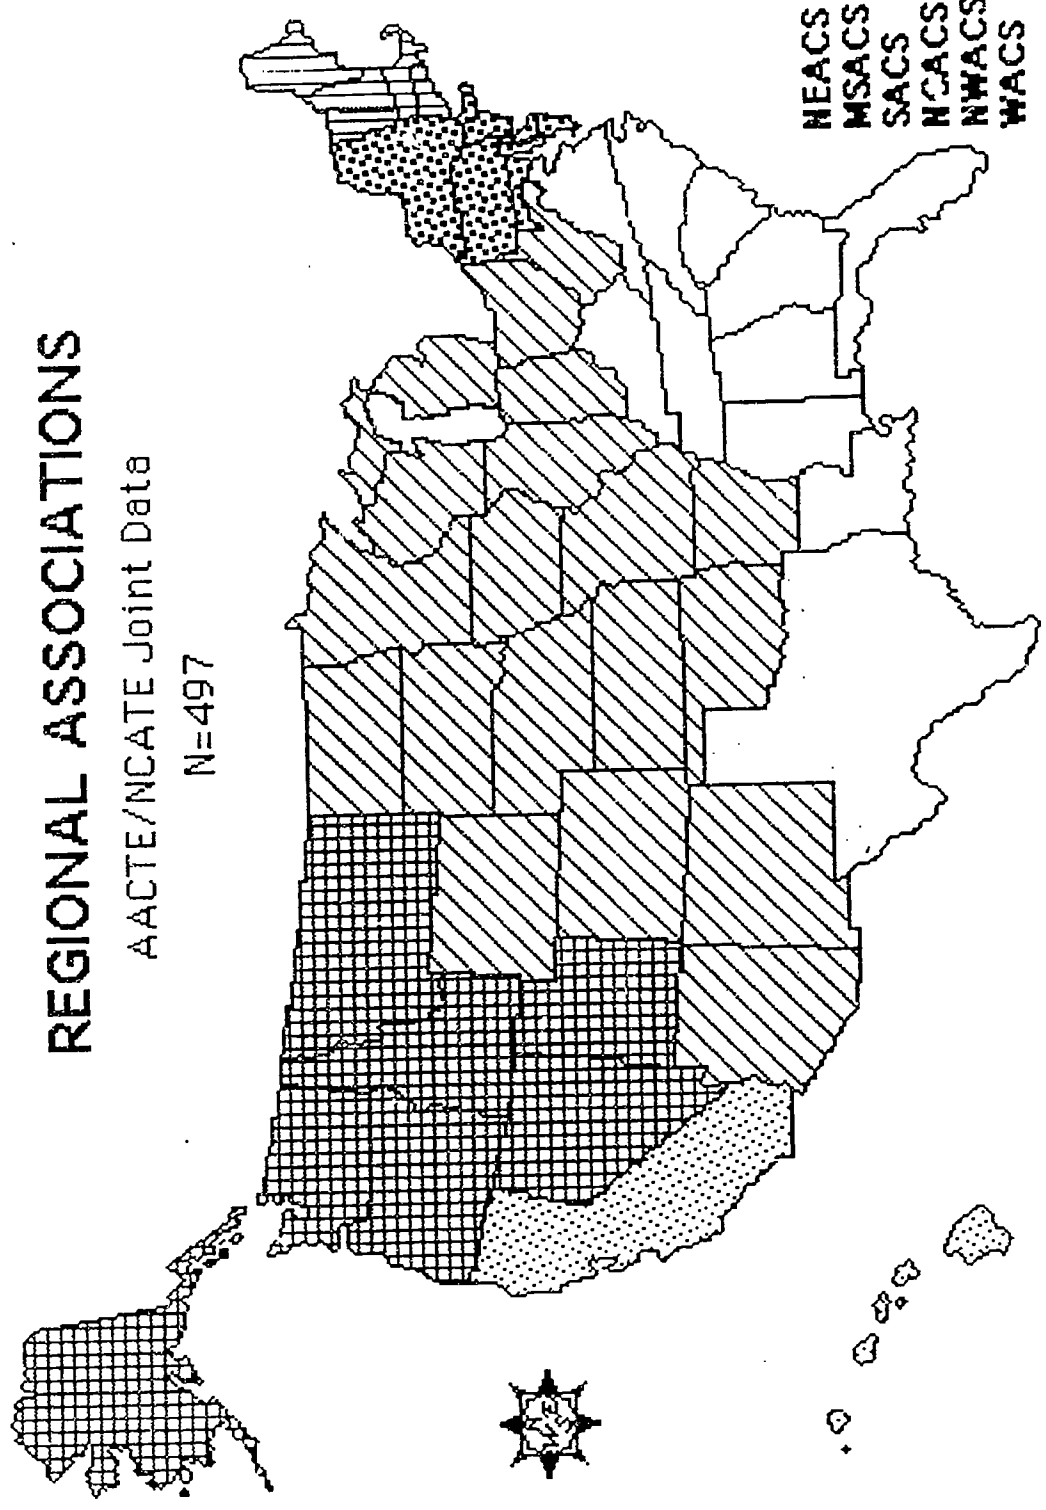 REGIONAL ASSOCIATIONS
AACTE/NCATE Joint Data
N=497
NEACS
MSACS
SACS
NCACS
NWACS
WACS